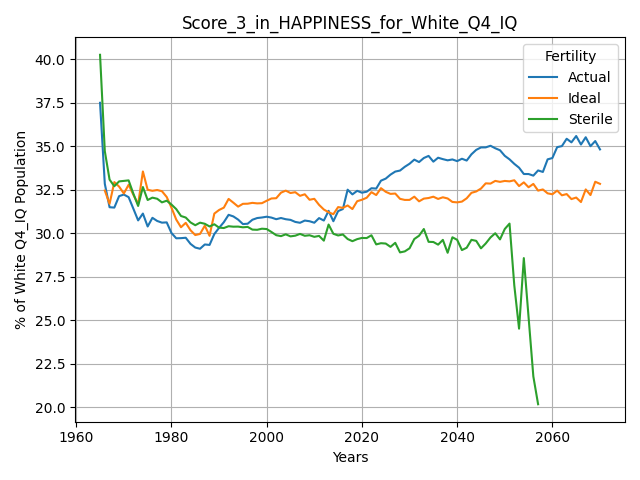 Score_3_in_HAPPINESS_for_White_Q4_IQ
Fertility
Actual
Ideal
Sterile
% of White Q4_IQ Population
40.0
37.5
35.0
32.5
30.0
27.5
25.0
22.5
20.0
1960
1980
2000
2020
2040
2060
Years